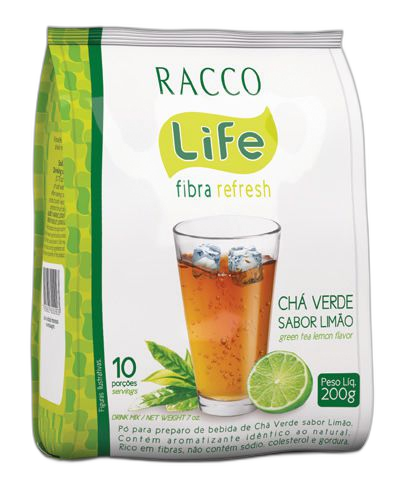 RACCO
Life
fibra refresh
CHÁ VERDE
SABOR LIMÃO
green tea lemon flavor
10
porções
servings
Peso Líq.
200g
Figuras Ilustrativas.
DRINK MIX / NET WEIGHT 7 oz.
Pó para preparo de bebida de Chá Verde sabor Limão.
Contém aromatizante idêntico ao natural.
Rico em fibras, não contém sódio, colesterol e gordura.